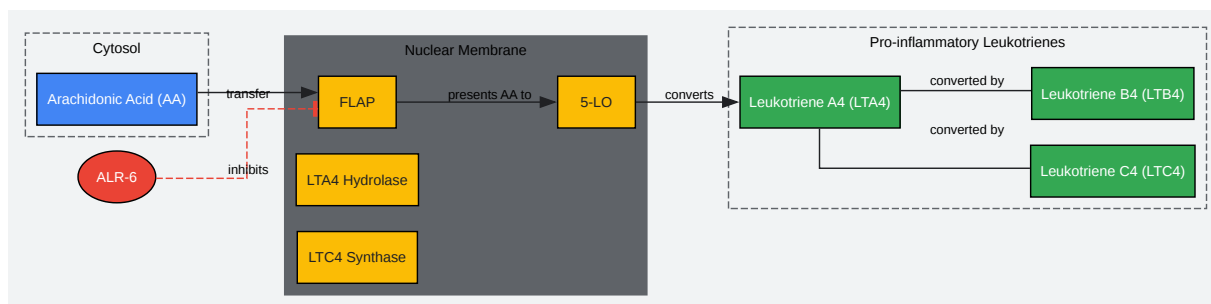 Cytosol
Arachidonic Acid (AA)
transfer
ALR-6
inhibits
Nuclear Membrane
FLAP
presents AA to
5-LO
LTA4 Hydrolase
LTC4 Synthase
converts
Pro-inflammatory Leukotrienes
Leukotriene A4 (LTA4)
converted by
Leukotriene B4 (LTB4)
converted by
Leukotriene C4 (LTC4)